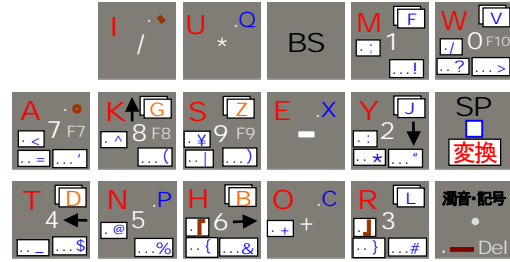 I /
U .Q *
BS
M F .; 1 ...!
W V ./ 0 F10 ..? ...>
A .< 7 F7 ..= ...‘
K G .^ 8 F8 ...(
S Z .¥ 9 F9 ..| ...)
E .X -
Y J .: 2 ..* ...“
SP 変換
T D 4 .._ ...$
N .P .@ 5 ...%
H B .「 6 ..{ ...&
O .C .+ +
R L .」 3 ..} ...#
濁音・記号 Del